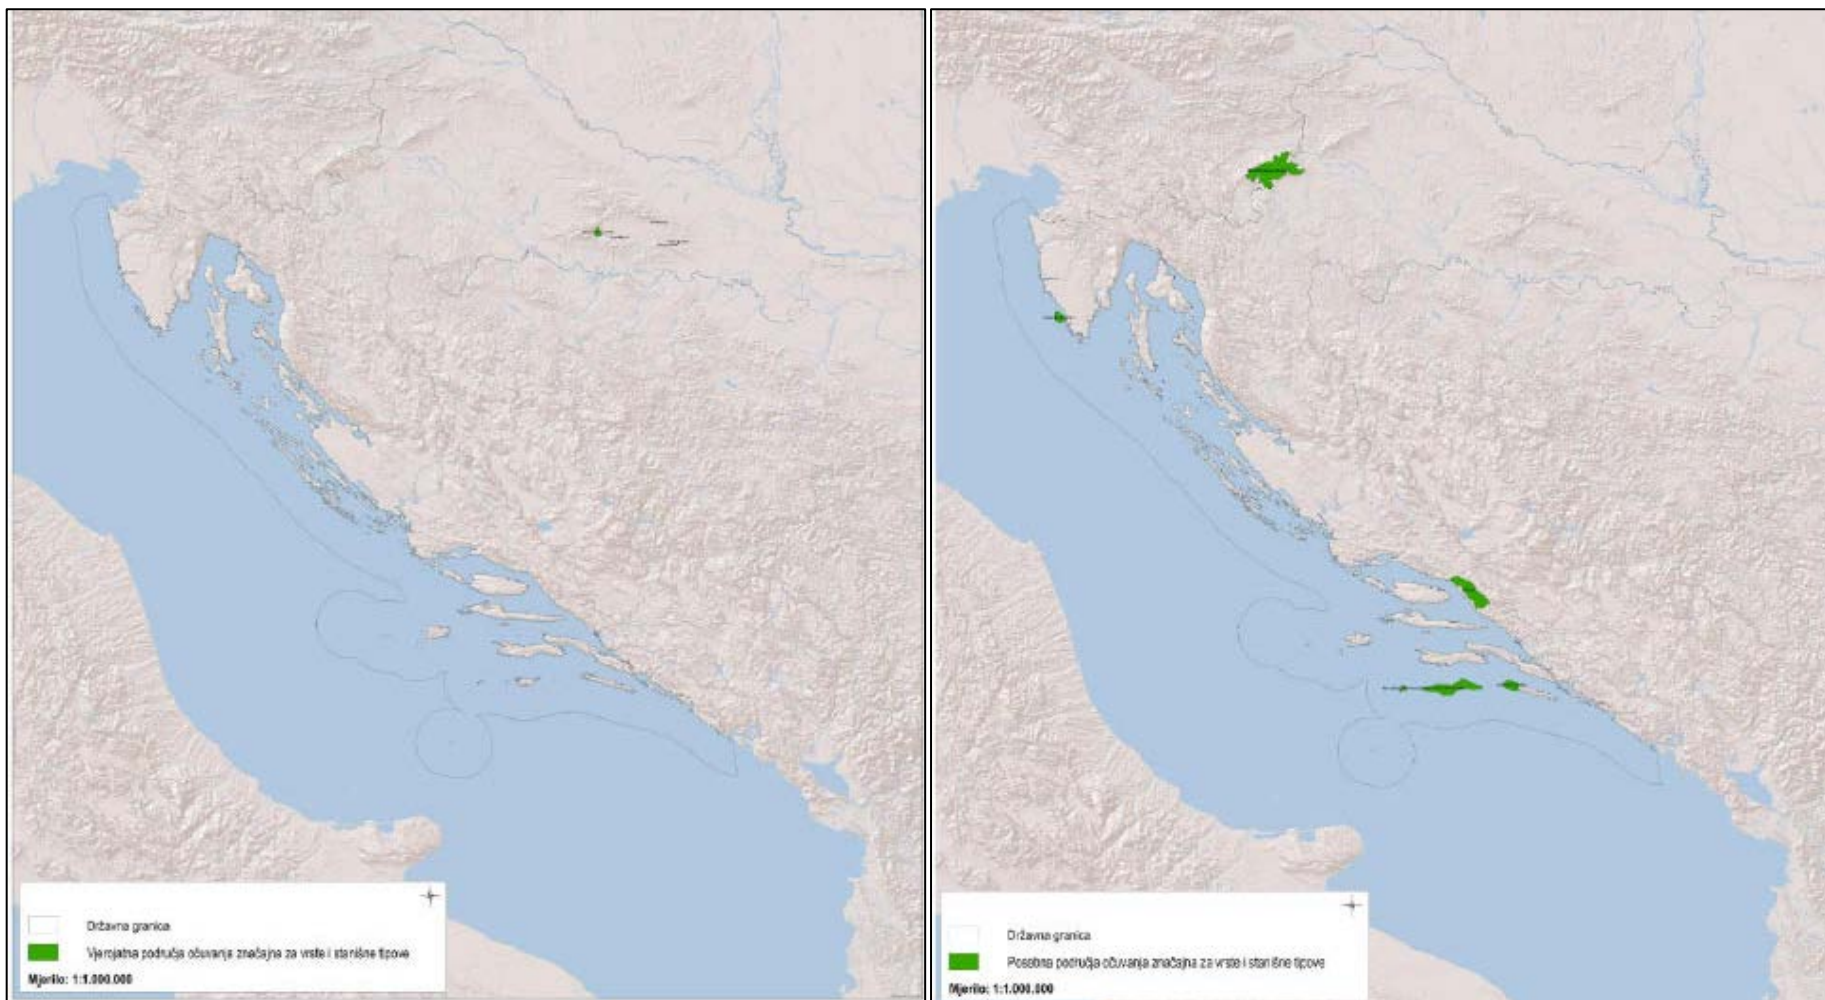 Državna granica
Vjerojatna područja očuvanja značajna za vrste i stanišne tipove
Mjerilo: 1:1.000.000
Državna granica
Posebna područja očuvanja značajna za vrste i stanišne tipove
Mjerilo: 1:1.000.000